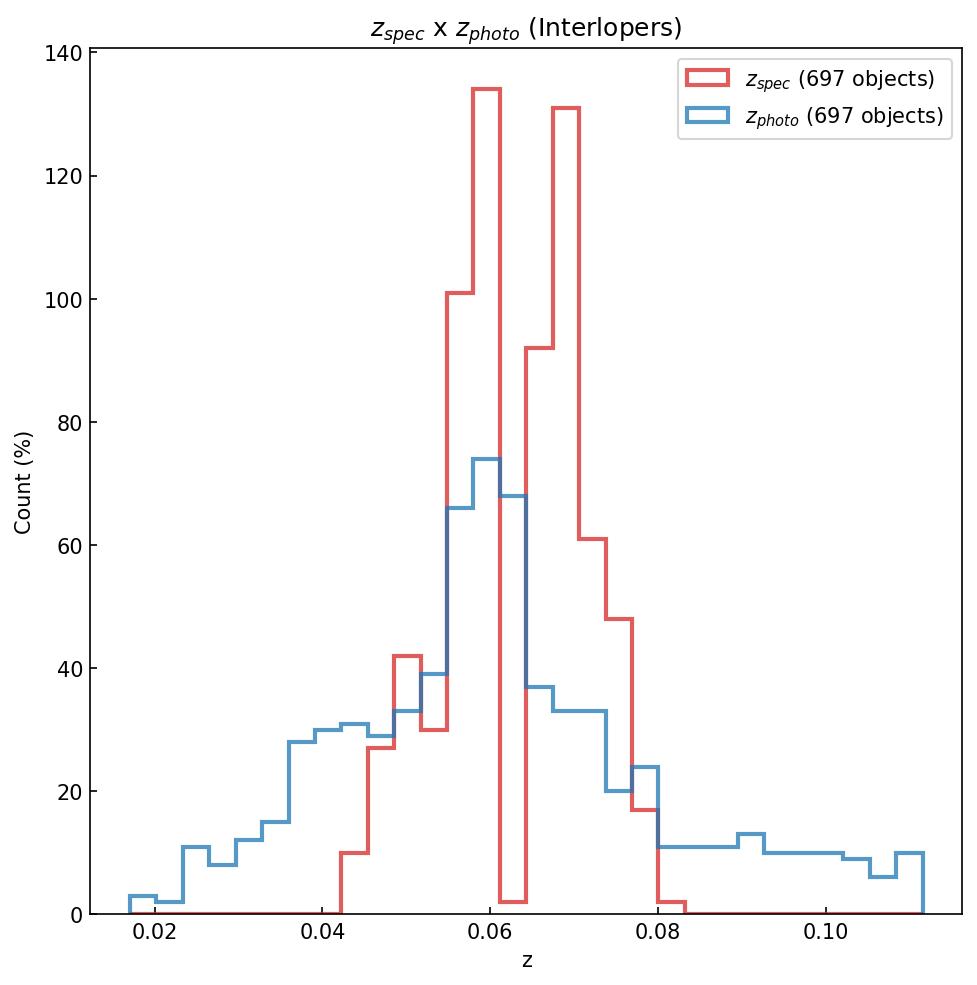 z_spec x z_photo (Interlopers)
z_spec (697 objects)
z_photo (697 objects)
Count (%)
140
120
100
80
60
40
20
0
0.02 0.04 0.06 0.08 0.10
z